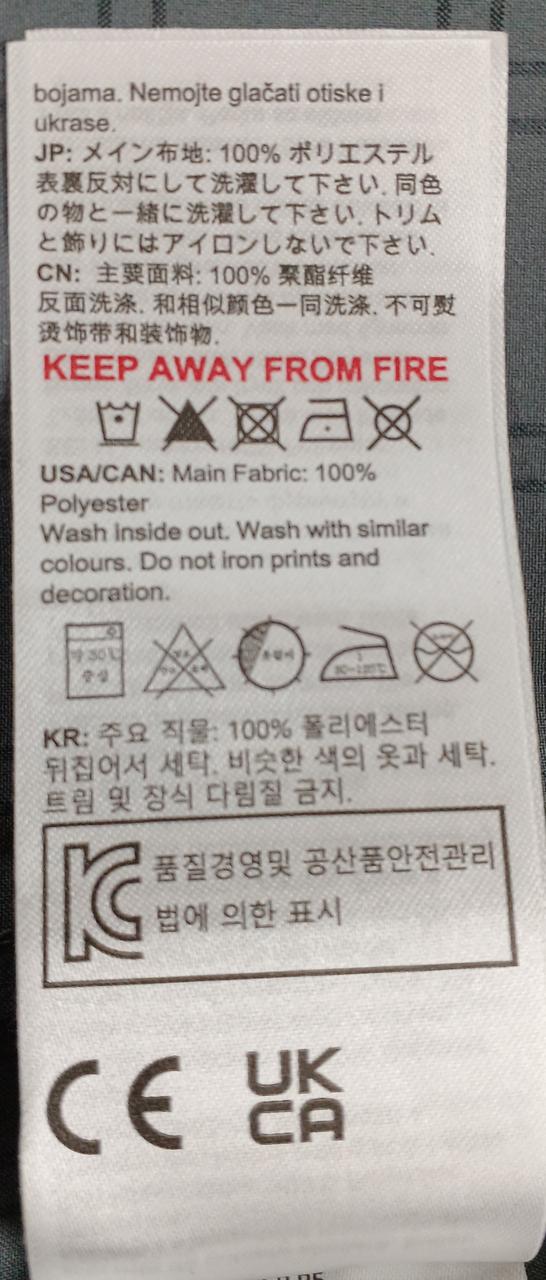 bojama. Nemojte glačati otiske i
ukrase.
JP: メイン布地: 100% ポリエステル
表裏反対にして洗濯して下さい. 同色
の物と一緒に洗濯して下さい. トリム
と飾りにはアイロンしないで下さい.
CN: 主要面料: 100% 聚酯纤维
反面洗涤. 和相似颜色一同洗涤. 不可熨
烫饰带和装饰物.
KEEP AWAY FROM FIRE
USA/CAN: Main Fabric: 100%
Polyester
Wash inside out. Wash with similar
colours. Do not iron prints and
decoration.
약 30℃
중성
80~120℃
KR: 주요 직물: 100% 폴리에스터
뒤집어서 세탁. 비슷한 색의 옷과 세탁.
트림 및 장식 다림질 금지.
품질경영및 공산품안전관리
법에 의한 표시
CE UK
CA